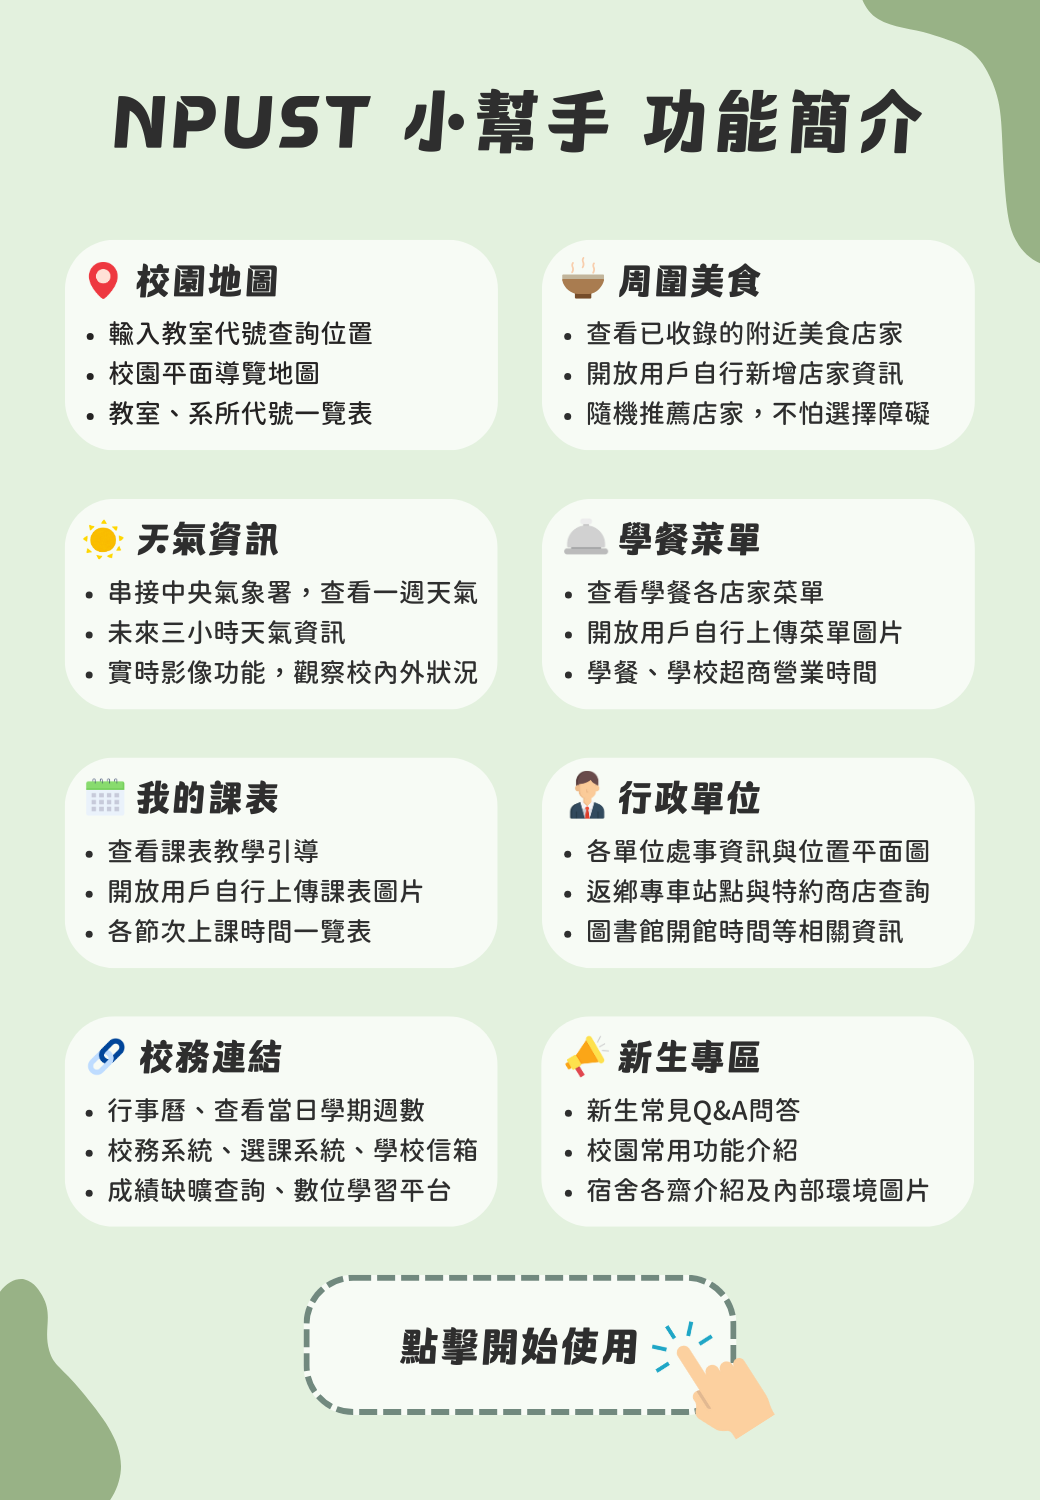 NPUST 小幫手 功能簡介
校園地圖
• 輸入教室代號查詢位置
• 校園平面導覽地圖
• 教室、系所代號一覽表
周圍美食
• 查看已收錄的附近美食店家
• 開放用戶自行新增店家資訊
• 隨機推薦店家，不怕選擇障礙
天氣資訊
• 串接中央氣象署，查看一週天氣
• 未來三小時天氣資訊
• 實時影像功能，觀察校內外狀況
學餐菜單
• 查看學餐各店家菜單
• 開放用戶自行上傳菜單圖片
• 學餐、學校超商營業時間
我的課表
• 查看課表教學引導
• 開放用戶自行上傳課表圖片
• 各節次上課時間一覽表
行政單位
• 各單位處事資訊與位置平面圖
• 返鄉專車站點與特約商店查詢
• 圖書館開館時間等相關資訊
校務連結
• 行事曆、查看當日學期週數
• 校務系統、選課系統、學校信箱
• 成績缺曠查詢、數位學習平台
新生專區
• 新生常見Q&A問答
• 校園常用功能介紹
• 宿舍各齋介紹及內部環境圖片
點擊開始使用